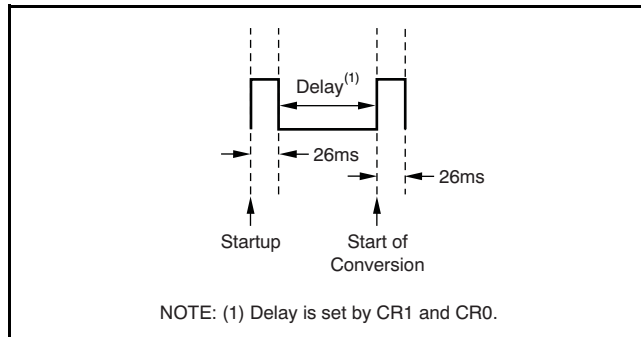 Delay(1)
26ms
26ms
Startup
Start of
Conversion
NOTE: (1) Delay is set by CR1 and CR0.